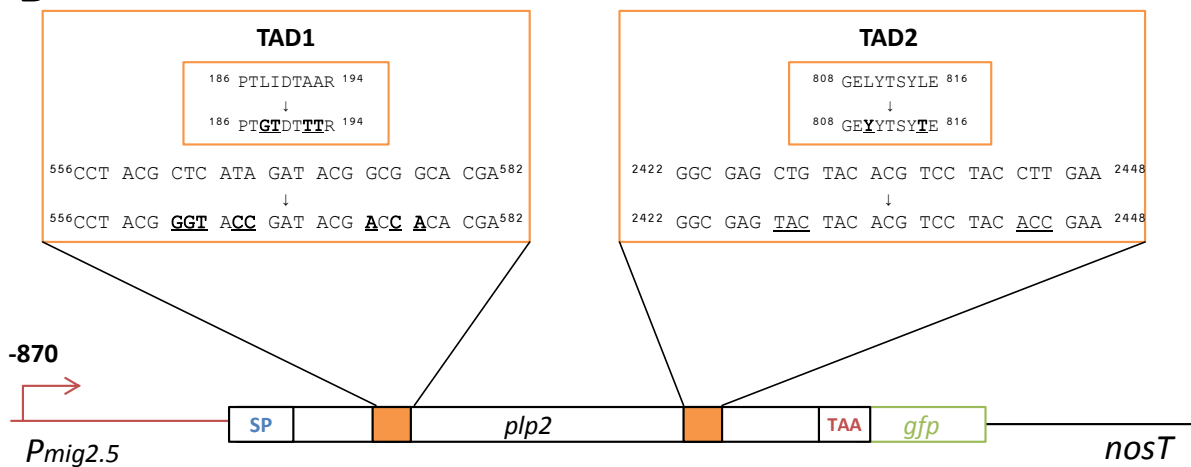 TAD1
186 PTLIDTAAR 194
↓
186 PTGTDTTTR 194
556CCT ACG CTC ATA GAT ACG GCG GCA CGA582
↓
556CCT ACG GGT ACC GAT ACG ACC ACA CGA582
TAD2
808 GELYTSYLE 816
↓
808 GEYYTSYTE 816
2422 GGC GAG CTG TAC ACG TCC TAC CTT GAA 2448
↓
2422 GGC GAG TAC TAC ACG TCC TAC ACC GAA 2448
-870
SP plp2 TAA gfp
Pmig2.5 nosT